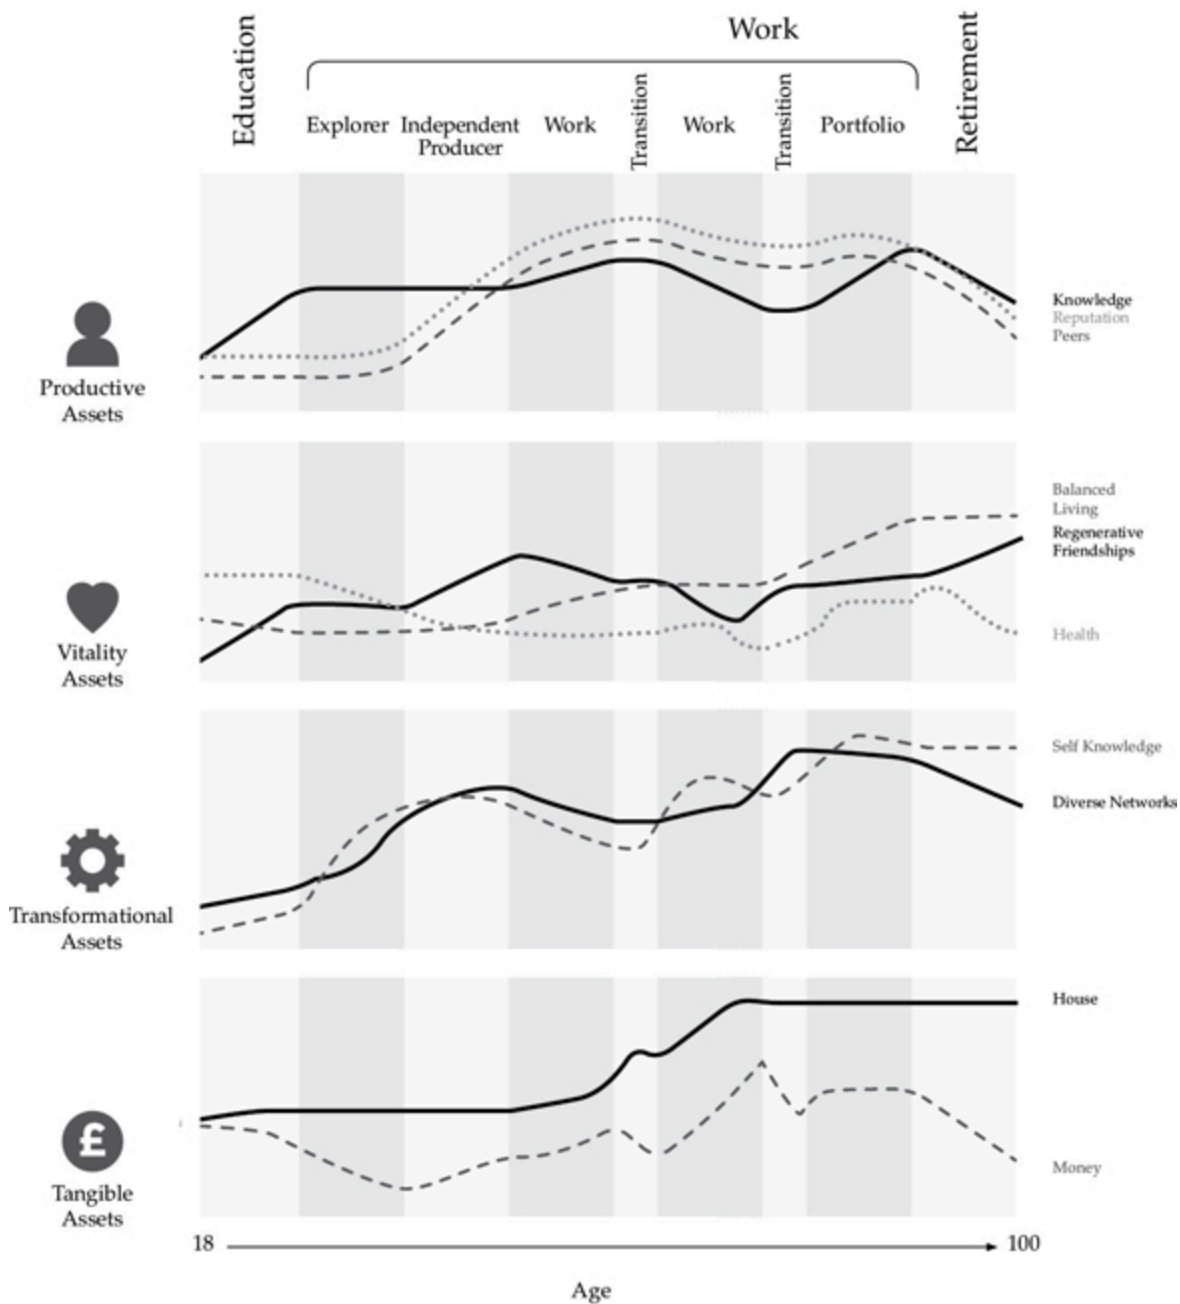 Work
Education
Explorer
Independent
Producer
Work
Transition
Work
Transition
Portfolio
Retirement
Productive
Assets
Knowledge
Reputation
Peers
Vitality
Assets
Balanced
Living
Regenerative
Friendships
Health
Transformational
Assets
Self Knowledge
Diverse Networks
£
Tangible
Assets
House
Money
18
100
Age